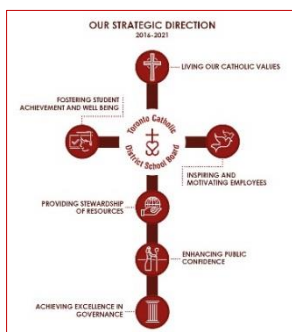 OUR STRATEGIC DIRECTION
2016-2021
LIVING OUR CATHOLIC VALUES
FOSTERING STUDENT
ACHIEVEMENT AND WELL BEING
Toronto Catholic
District School Board
INSPIRING AND
MOTIVATING EMPLOYEES
PROVIDING STEWARDSHIP
OF RESOURCES
ENHANCING PUBLIC
CONFIDENCE
ACHIEVING EXCELLENCE IN
GOVERNANCE